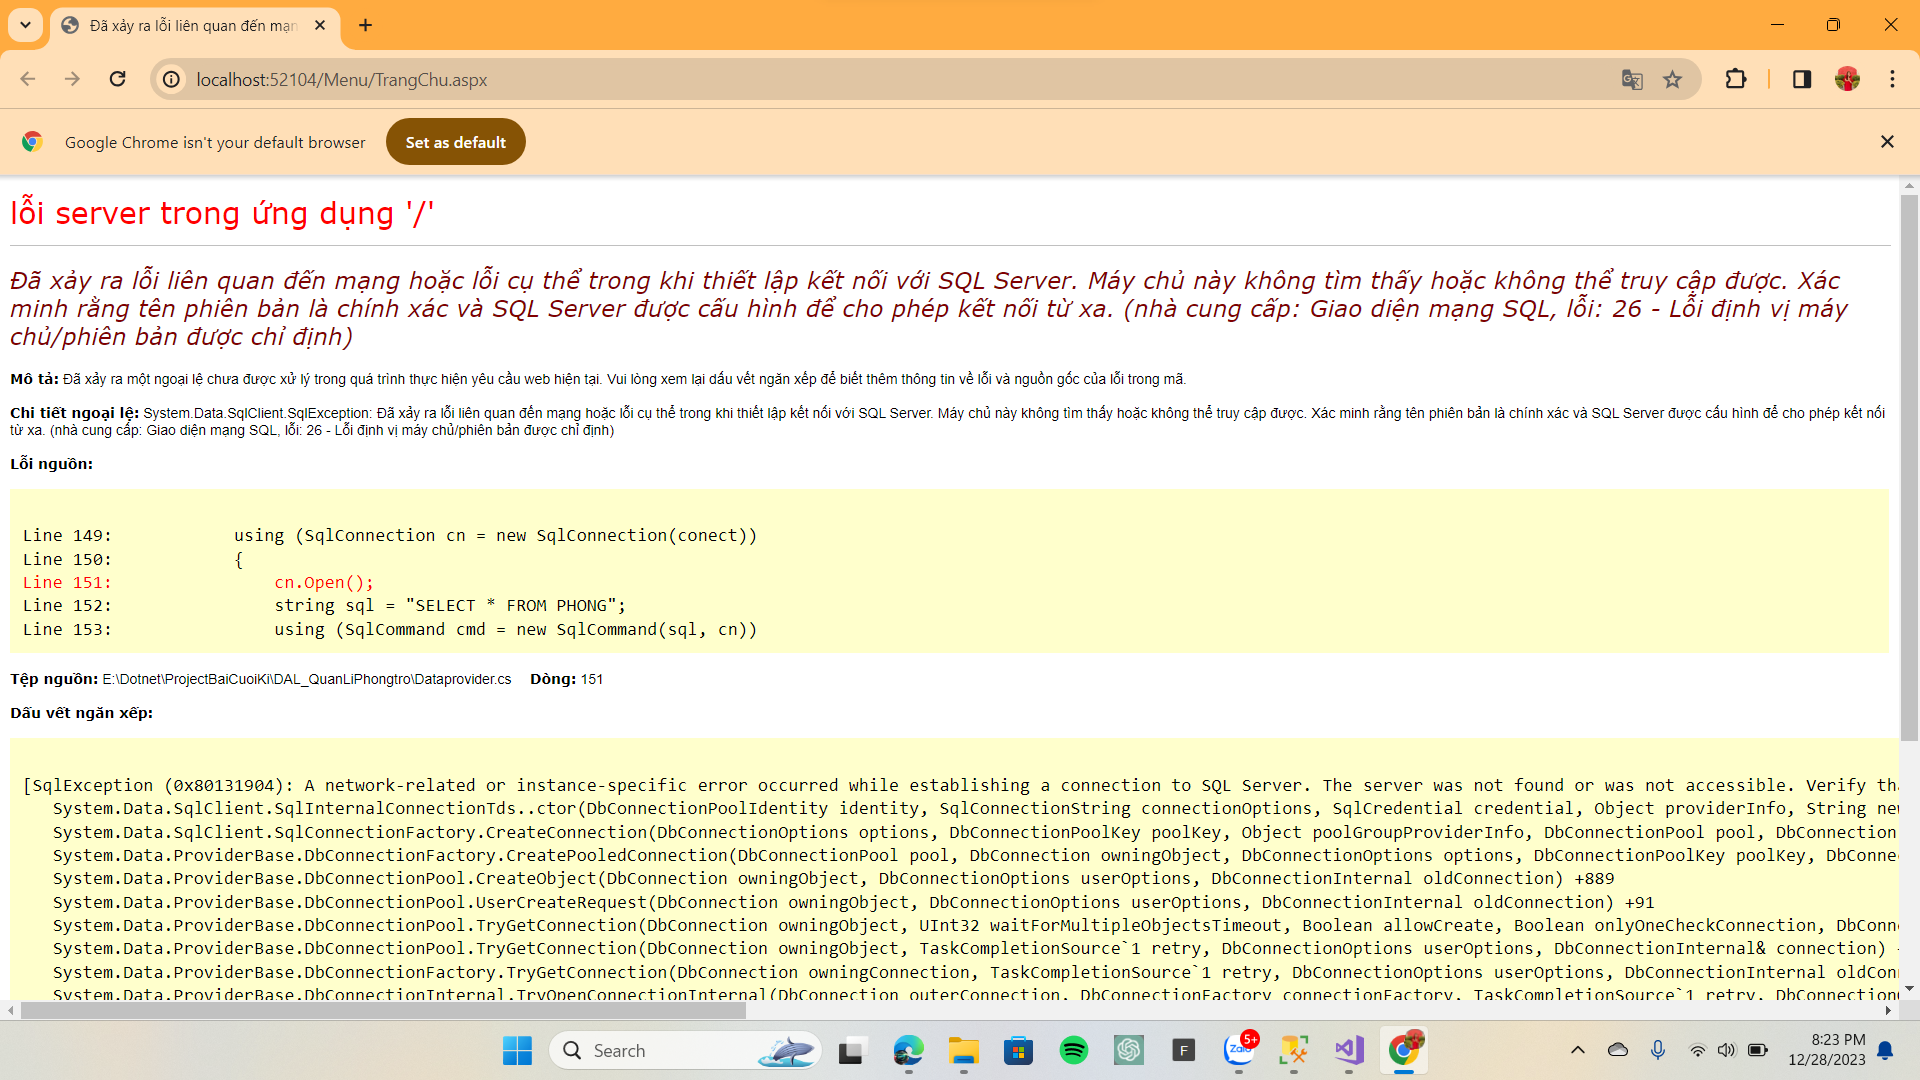 Đã xảy ra lỗi liên quan đến mạn
localhost:52104/Menu/TrangChu.aspx
Google Chrome isn't your default browser
Set as default
lỗi server trong ứng dụng '/'
Đã xảy ra lỗi liên quan đến mạng hoặc lỗi cụ thể trong khi thiết lập kết nối với SQL Server. Máy chủ này không tìm thấy hoặc không thể truy cập được. Xác
minh rằng tên phiên bản là chính xác và SQL Server được cấu hình để cho phép kết nối từ xa. (nhà cung cấp: Giao diện mạng SQL, lỗi: 26 - Lỗi định vị máy
chủ/phiên bản được chỉ định)
Mô tả: Đã xảy ra một ngoại lệ chưa được xử lý trong quá trình thực hiện yêu cầu web hiện tại. Vui lòng xem lại dấu vết ngăn xếp để biết thêm thông tin về lỗi và nguồn gốc của lỗi trong mã.
Chi tiết ngoại lệ: System.Data.SqlClient.SqlException: Đã xảy ra lỗi liên quan đến mạng hoặc lỗi cụ thể trong khi thiết lập kết nối với SQL Server. Máy chủ này không tìm thấy hoặc không thể truy cập được. Xác minh rằng tên phiên bản là chính xác và SQL Server được cấu hình để cho phép kết nối
từ xa. (nhà cung cấp: Giao diện mạng SQL, lỗi: 26 - Lỗi định vị máy chủ/phiên bản được chỉ định)
Lỗi nguồn:
Line 149: using (SqlConnection cn = new SqlConnection(conect))
Line 150: {
Line 151: cn.Open();
Line 152: string sql = "SELECT * FROM PHONG";
Line 153: using (SqlCommand cmd = new SqlCommand(sql, cn))
Tệp nguồn: E:\Dotnet\ProjectBaiCuoiKi\DAL_QuanLiPhongtro\Dataprovider.cs Dòng: 151
Dấu vết ngăn xếp:
[SqlException (0x80131904): A network-related or instance-specific error occurred while establishing a connection to SQL Server. The server was not found or was not accessible. Verify tha
System.Data.SqlClient.SqlInternalConnectionTds..ctor(DbConnectionPoolIdentity identity, SqlConnectionString connectionOptions, SqlCredential credential, Object providerInfo, String new
System.Data.SqlClient.SqlConnectionFactory.CreateConnection(DbConnectionOptions options, DbConnectionPoolKey poolKey, Object poolGroupProviderInfo, DbConnectionPool pool, DbConnection
System.Data.ProviderBase.DbConnectionFactory.CreatePooledConnection(DbConnectionPool pool, DbConnection owningObject, DbConnectionOptions options, DbConnectionPoolKey poolKey, DbConnec
System.Data.ProviderBase.DbConnectionPool.CreateObject(DbConnection owningObject, DbConnectionOptions userOptions, DbConnectionInternal oldConnection) +889
System.Data.ProviderBase.DbConnectionPool.UserCreateRequest(DbConnection owningObject, DbConnectionOptions userOptions, DbConnectionInternal oldConnection) +91
System.Data.ProviderBase.DbConnectionPool.TryGetConnection(DbConnection owningObject, UInt32 waitForMultipleObjectsTimeout, Boolean allowCreate, Boolean onlyOneCheckConnection, DbConne
System.Data.ProviderBase.DbConnectionPool.TryGetConnection(DbConnection owningObject, TaskCompletionSource`1 retry, DbConnectionOptions userOptions, DbConnectionInternal& connection)
System.Data.ProviderBase.DbConnectionFactory.TryGetConnection(DbConnection owningConnection, TaskCompletionSource`1 retry, DbConnectionOptions userOptions, DbConnectionInternal oldConn
System.Data.ProviderBase.DbConnectionInternal.TryOpenConnectionInternal(DbConnection outerConnection, DbConnectionFactory connectionFactory, TaskCompletionSource`1 retry, DbConnectionO
Search
F
Zalo
5+
8:23 PM
12/28/2023